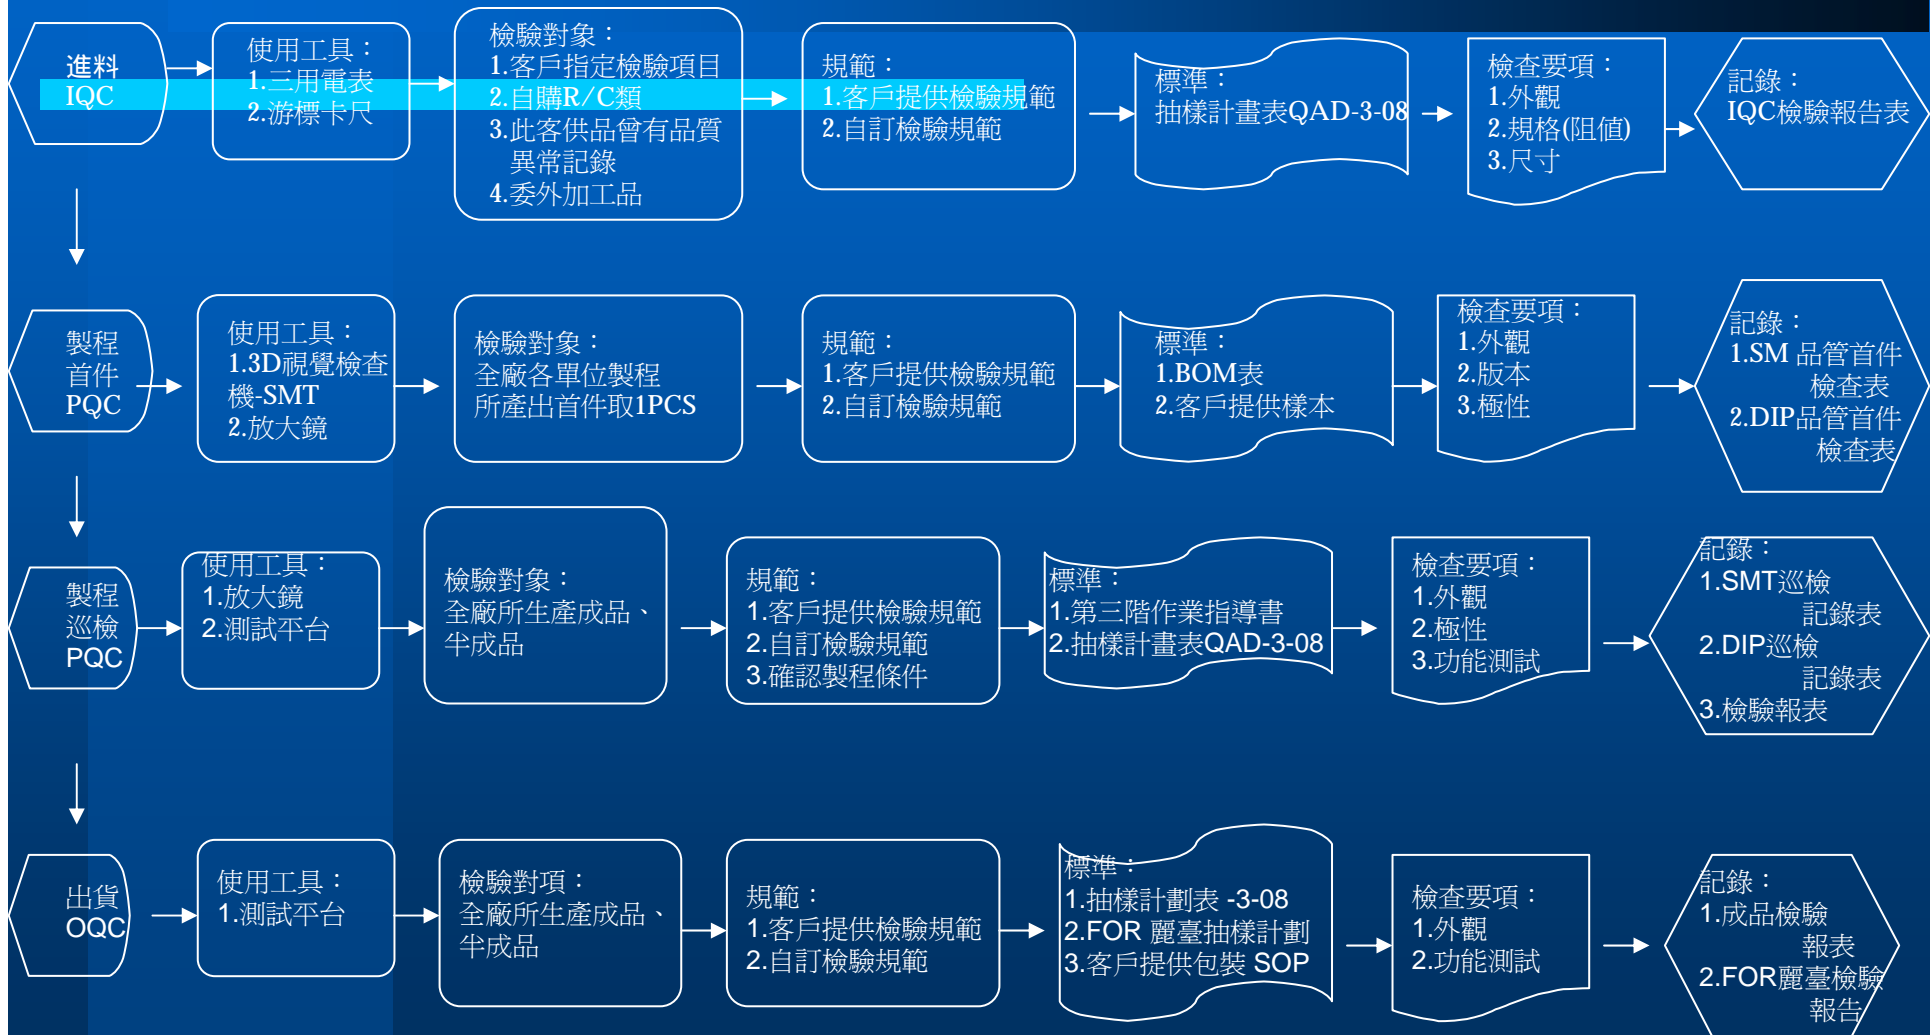 進料
IQC
使用工具：
1.三用電表
2.游標卡尺
檢驗對象：
1.客戶指定檢驗項目
2.自購R/C類
3.此客供品曾有品質
異常記錄
4.委外加工品
規範：
1.客戶提供檢驗規範
2.自訂檢驗規範
標準：
抽樣計畫表QAD-3-08
檢查要項：
1.外觀
2.規格(阻值)
3.尺寸
記錄：
IQC檢驗報告表
製程
首件
PQC
使用工具：
1.3D視覺檢查
機-SMT
2.放大鏡
檢驗對象：
全廠各單位製程
所產出首件取1PCS
規範：
1.客戶提供檢驗規範
2.自訂檢驗規範
標準：
1.BOM表
2.客戶提供樣本
檢查要項：
1.外觀
2.版本
3.極性
記錄：
1.SM 品管首件
檢查表
2.DIP品管首件
檢查表
製程
巡檢
PQC
使用工具：
1.放大鏡
2.測試平台
檢驗對象：
全廠所生產成品、
半成品
規範：
1.客戶提供檢驗規範
2.自訂檢驗規範
3.確認製程條件
標準：
1.第三階作業指導書
2.抽樣計畫表QAD-3-08
檢查要項：
1.外觀
2.極性
3.功能測試
記錄：
1.SMT巡檢
記錄表
2.DIP巡檢
記錄表
3.檢驗報表
出貨
OQC
使用工具：
1.測試平台
檢驗對項：
全廠所生產成品、
半成品
規範：
1.客戶提供檢驗規範
2.自訂檢驗規範
標準：
1.抽樣計劃表 -3-08
2.FOR 麗臺抽樣計劃
3.客戶提供包裝 SOP
檢查要項：
1.外觀
2.功能測試
記錄：
1.成品檢驗
報表
2.FOR麗臺檢驗
報告